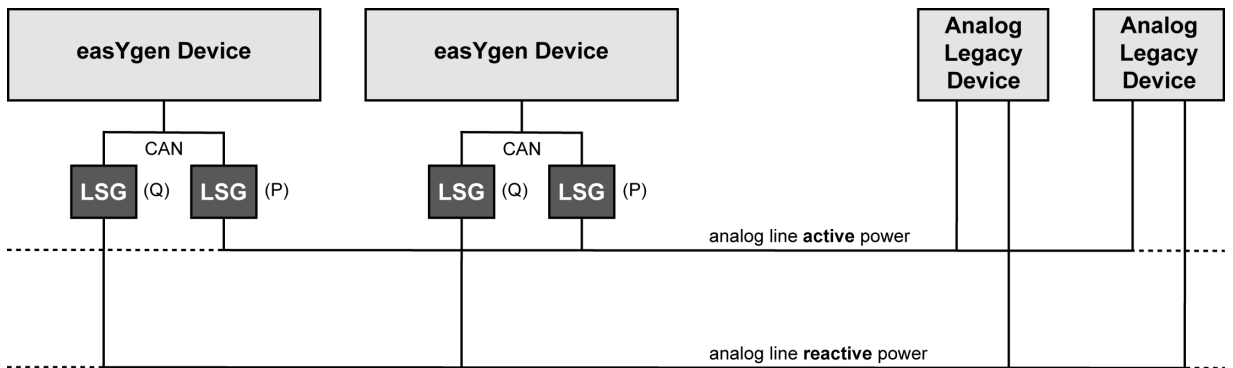 easYgen Device
easYgen Device
Analog
Legacy
Device
Analog
Legacy
Device
CAN
CAN
LSG (Q) LSG (P)
LSG (Q) LSG (P)
analog line active power
analog line reactive power